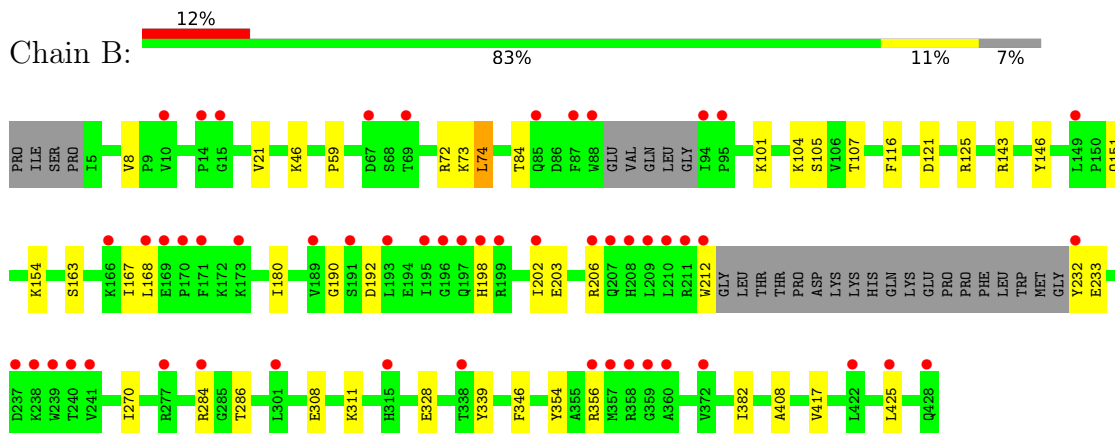 12%
Chain B:
83% 11% 7%
PRO ILE SER PRO I5 V8 P9 V10 P14 G15 V21 K46 P59 D67 S68 T69 R72 K73 L74 T84 Q85 D86 F87 W88 GLU VAL GLN LEU GLY I94 P95 K101 K104 S105 V106 T107 F116 D121 R125 R143 Y146 L149 P150 Q151
K154 S163 K166 I167 L168 E169 P170 F171 K172 K173 I180 V189 G190 S191 D192 L193 E194 I195 G196 Q197 H198 R199 I202 E203 R206 Q207 H208 L209 L210 R211 W212 GLY LEU THR THR PRO ASP LYS LYS HIS GLN LYS GLU PRO PRO PHE LEU TRP MET GLY Y232 E233
D237 K238 W239 T240 V241 I270 R277 R284 G285 T286 L301 E308 K311 H315 E328 T338 Y339 F346 Y354 A355 R356 M357 R358 G359 A360 V372 I382 A408 V417 L422 L425 Q428